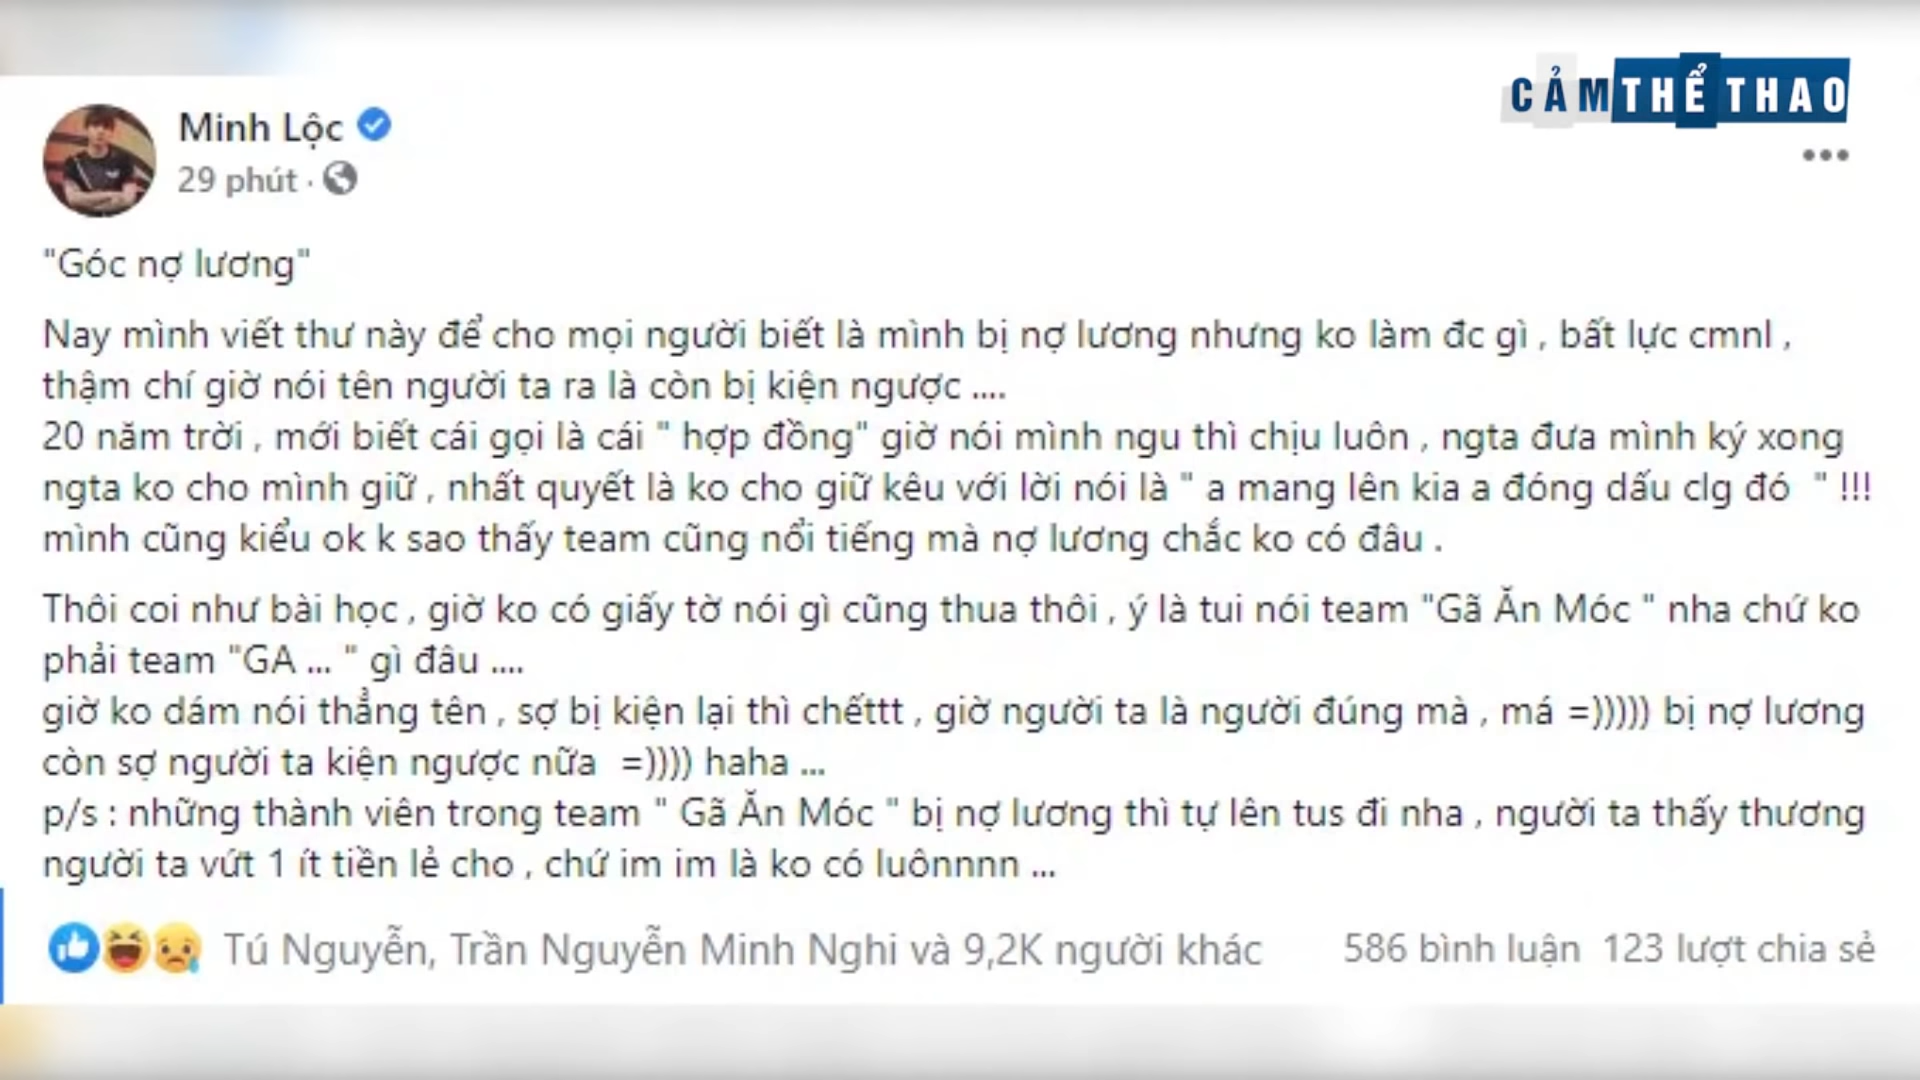 CẢM THỂ THAO
Minh Lộc
29 phút ·
"Góc nợ lương"
Nay mình viết thư này để cho mọi người biết là mình bị nợ lương nhưng ko làm đc gì , bất lực cmnl ,
thậm chí giờ nói tên người ta ra là còn bị kiện ngược ....
20 năm trời , mới biết cái gọi là cái " hợp đồng" giờ nói mình ngu thì chịu luôn , ngta đưa mình ký xong
ngta ko cho mình giữ , nhất quyết là ko cho giữ kêu với lời nói là " a mang lên kia a đóng dấu clg đó  " !!!
mình cũng kiểu ok k sao thấy team cũng nổi tiếng mà nợ lương chắc ko có đâu .
Thôi coi như bài học , giờ ko có giấy tờ nói gì cũng thua thôi , ý là tui nói team "Gã Ăn Móc " nha chứ ko
phải team "GA ... " gì đâu ....
giờ ko dám nói thẳng tên , sợ bị kiện lại thì chếttt , giờ người ta là người đúng mà , má =))))) bị nợ lương
còn sợ người ta kiện ngược nữa  =)))) haha ...
p/s : những thành viên trong team " Gã Ăn Móc " bị nợ lương thì tự lên tus đi nha , người ta thấy thương
người ta vứt 1 ít tiền lẻ cho , chứ im im là ko có luônnnn ...
Tú Nguyễn, Trần Nguyễn Minh Nghi và 9,2K người khác 586 bình luận 123 lượt chia sẻ